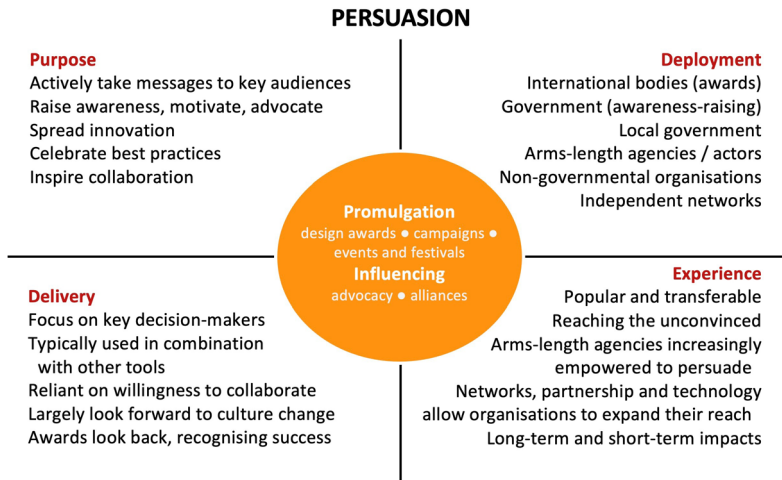 PERSUASION
Purpose
Actively take messages to key audiences
Raise awareness, motivate, advocate
Spread innovation
Celebrate best practices
Inspire collaboration
Deployment
International bodies (awards)
Government (awareness-raising)
Local government
Arms-length agencies / actors
Non-governmental organisations
Independent networks
Promulgation
design awards ● campaigns ●
events and festivals
Influencing
advocacy ● alliances
Delivery
Focus on key decision-makers
Typically used in combination
with other tools
Reliant on willingness to collaborate
Largely look forward to culture change
Awards look back, recognising success
Experience
Popular and transferable
Reaching the unconvinced
Arms-length agencies increasingly
empowered to persuade
Networks, partnership and technology
allow organisations to expand their reach
Long-term and short-term impacts